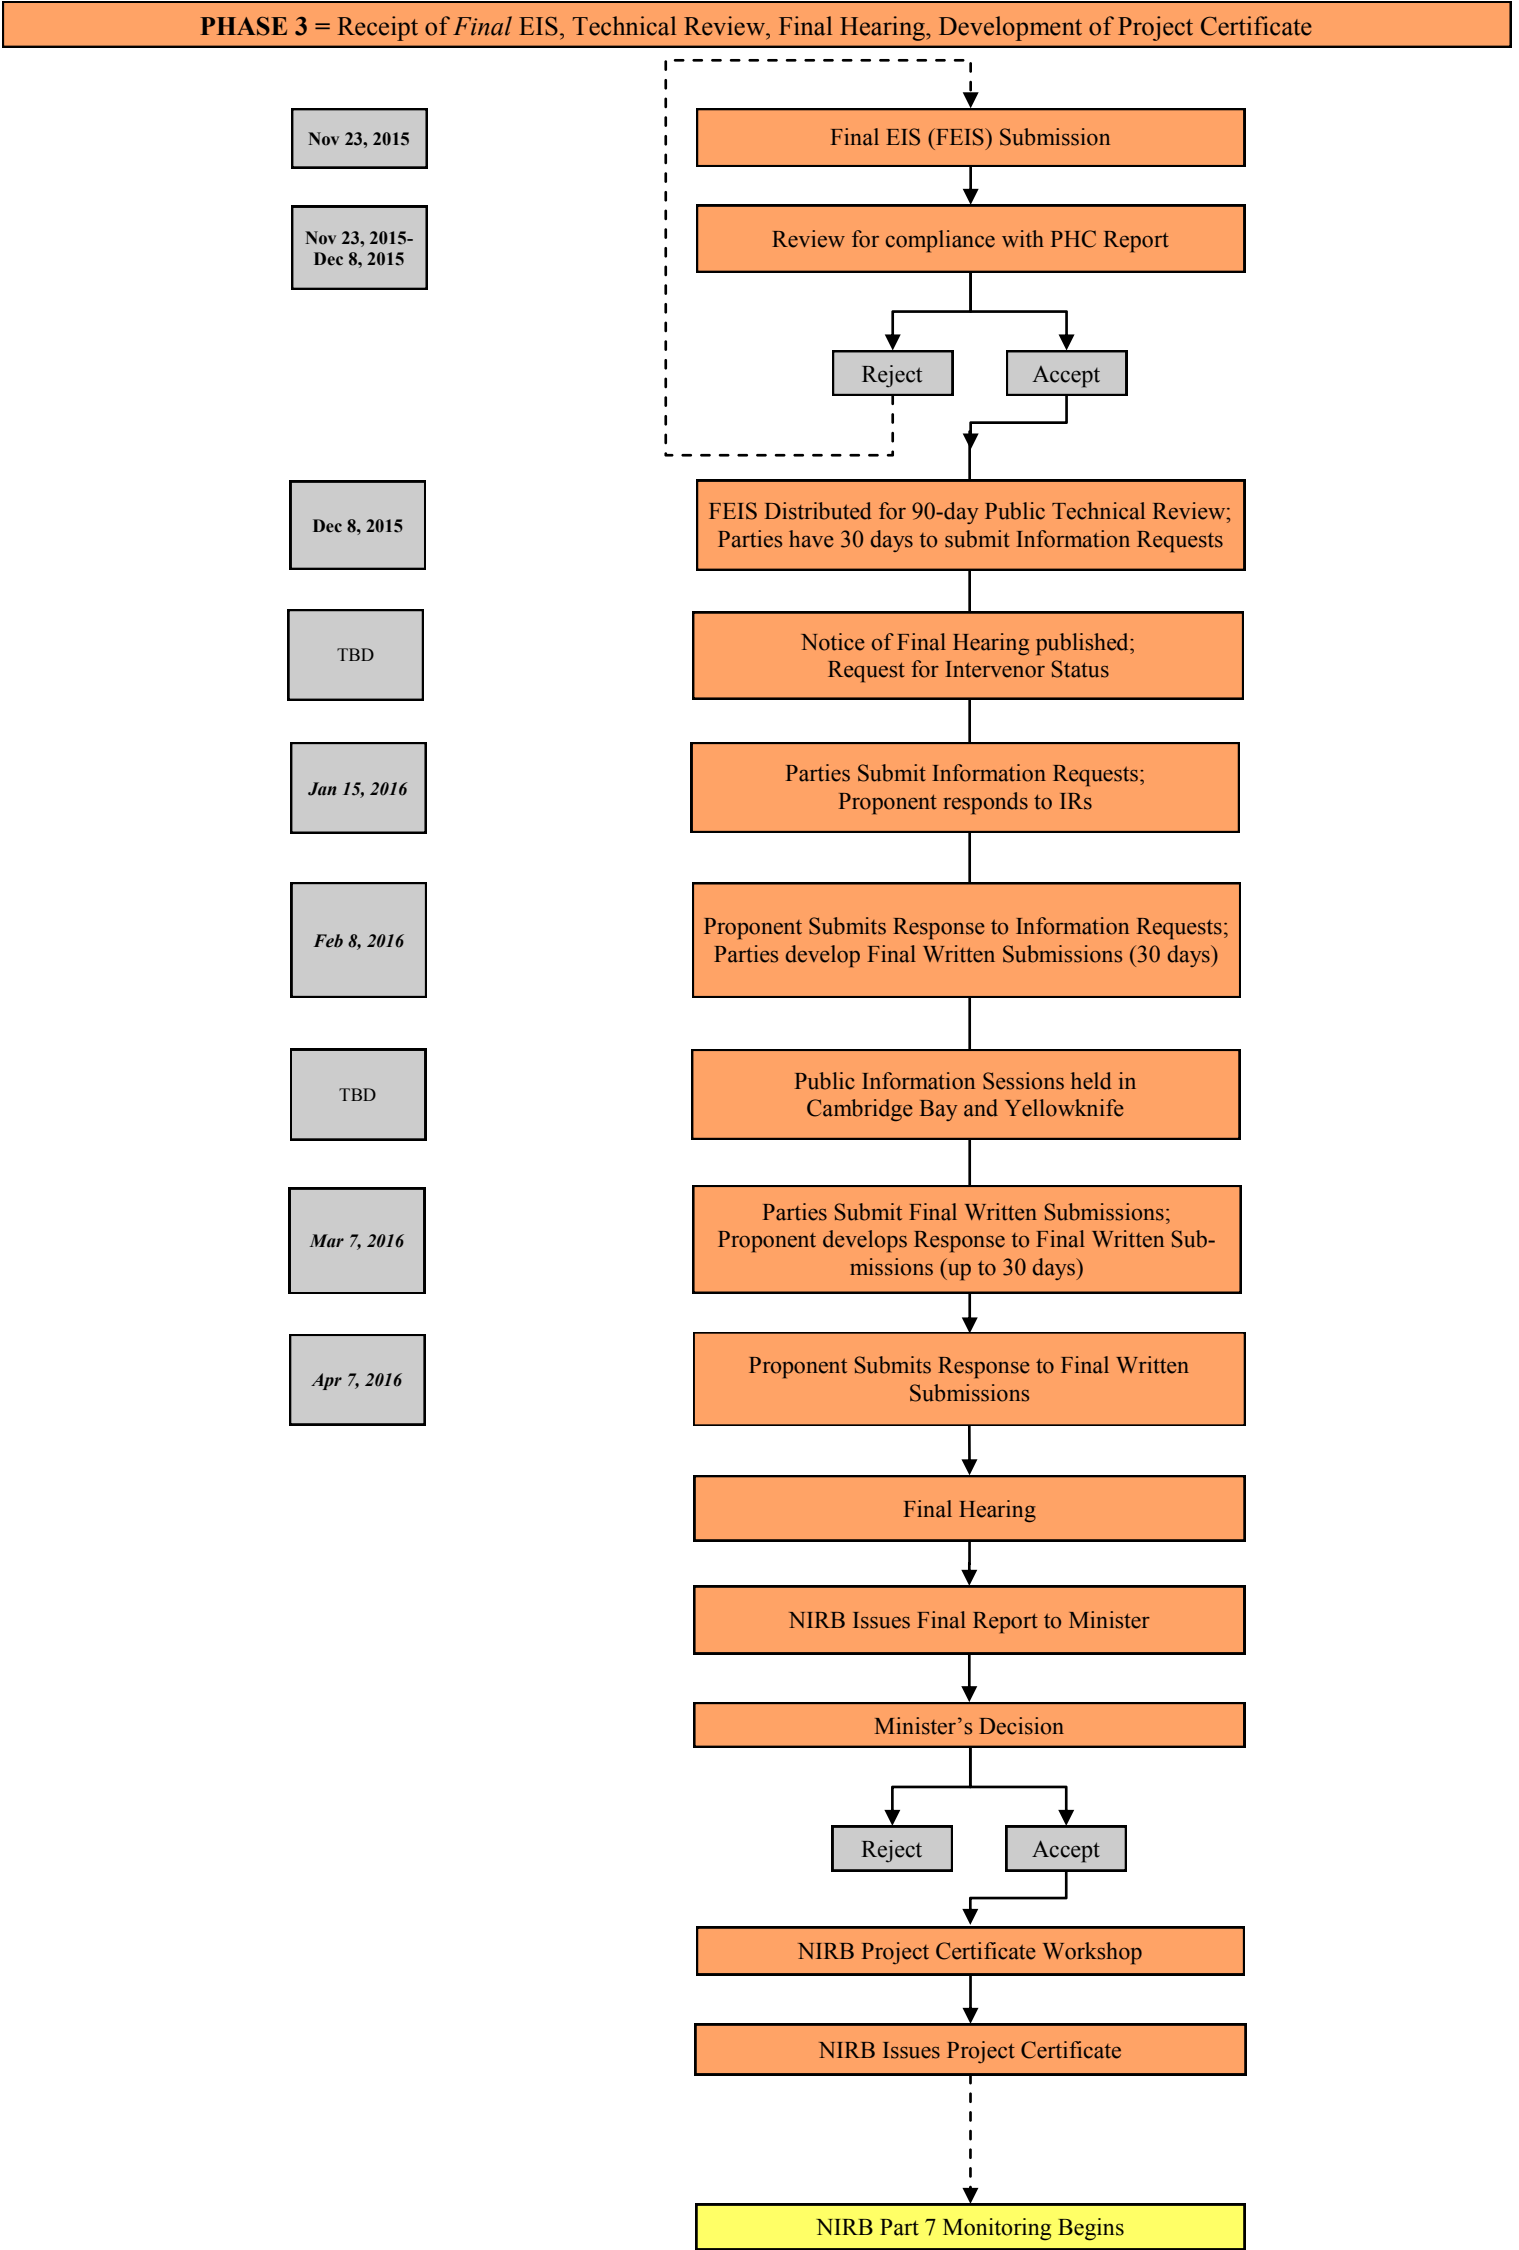 PHASE 3 = Receipt of Final EIS, Technical Review, Final Hearing, Development of Project Certificate
Nov 23, 2015
Final EIS (FEIS) Submission
Nov 23, 2015-
Dec 8, 2015
Review for compliance with PHC Report
Reject
Accept
Dec 8, 2015
FEIS Distributed for 90-day Public Technical Review;
Parties have 30 days to submit Information Requests
TBD
Notice of Final Hearing published;
Request for Intervenor Status
Jan 15, 2016
Parties Submit Information Requests;
Proponent responds to IRs
Feb 8, 2016
Proponent Submits Response to Information Requests;
Parties develop Final Written Submissions (30 days)
TBD
Public Information Sessions held in
Cambridge Bay and Yellowknife
Mar 7, 2016
Parties Submit Final Written Submissions;
Proponent develops Response to Final Written Sub-
missions (up to 30 days)
Apr 7, 2016
Proponent Submits Response to Final Written
Submissions
Final Hearing
NIRB Issues Final Report to Minister
Minister’s Decision
Reject
Accept
NIRB Project Certificate Workshop
NIRB Issues Project Certificate
NIRB Part 7 Monitoring Begins